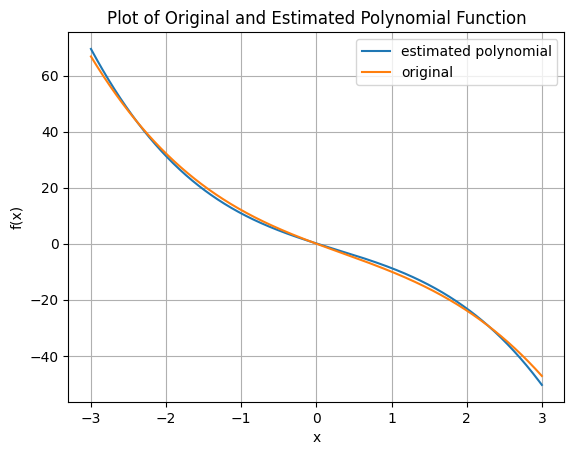 Plot of Original and Estimated Polynomial Function
estimated polynomial
original
60
40
20
0
−20
−40
f(x)
−3
−2
−1
0
1
2
3
x